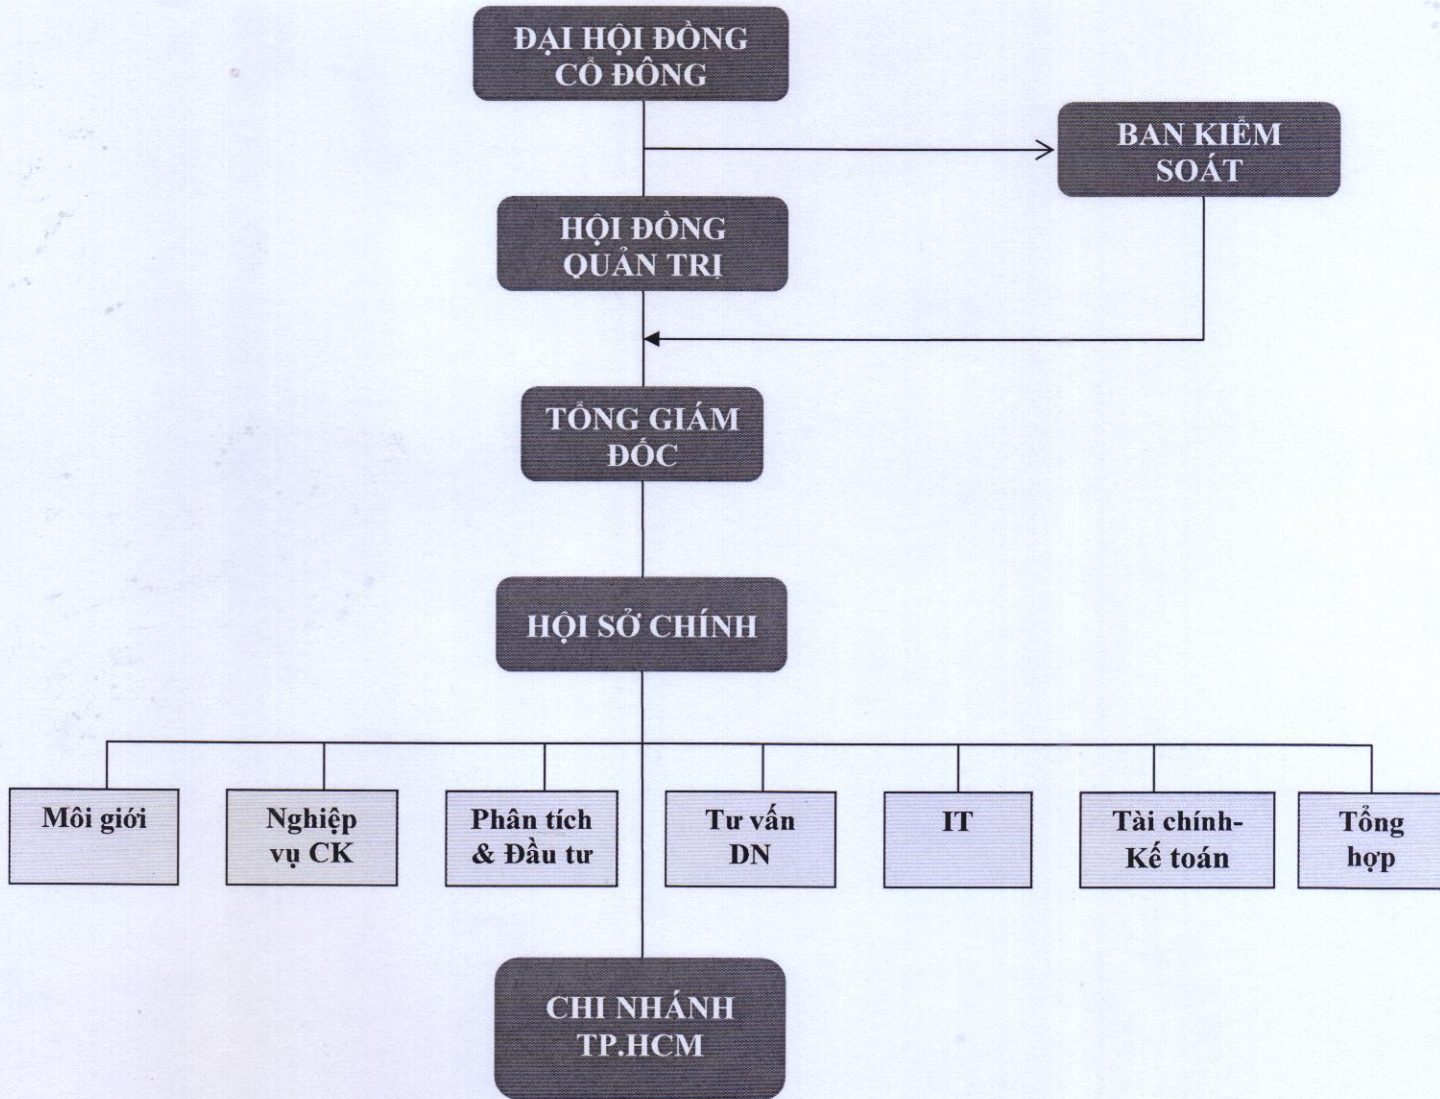 ĐẠI HỘI ĐỒNG
CỔ ĐÔNG
BAN KIỂM
SOÁT
HỘI ĐỒNG
QUẢN TRỊ
TỔNG GIÁM
ĐỐC
HỘI SỞ CHÍNH
Môi giới
Nghiệp
vụ CK
Phân tích
& Đầu tư
Tư vấn
DN
IT
Tài chính-
Kế toán
Tổng
hợp
CHI NHÁNH
TP.HCM